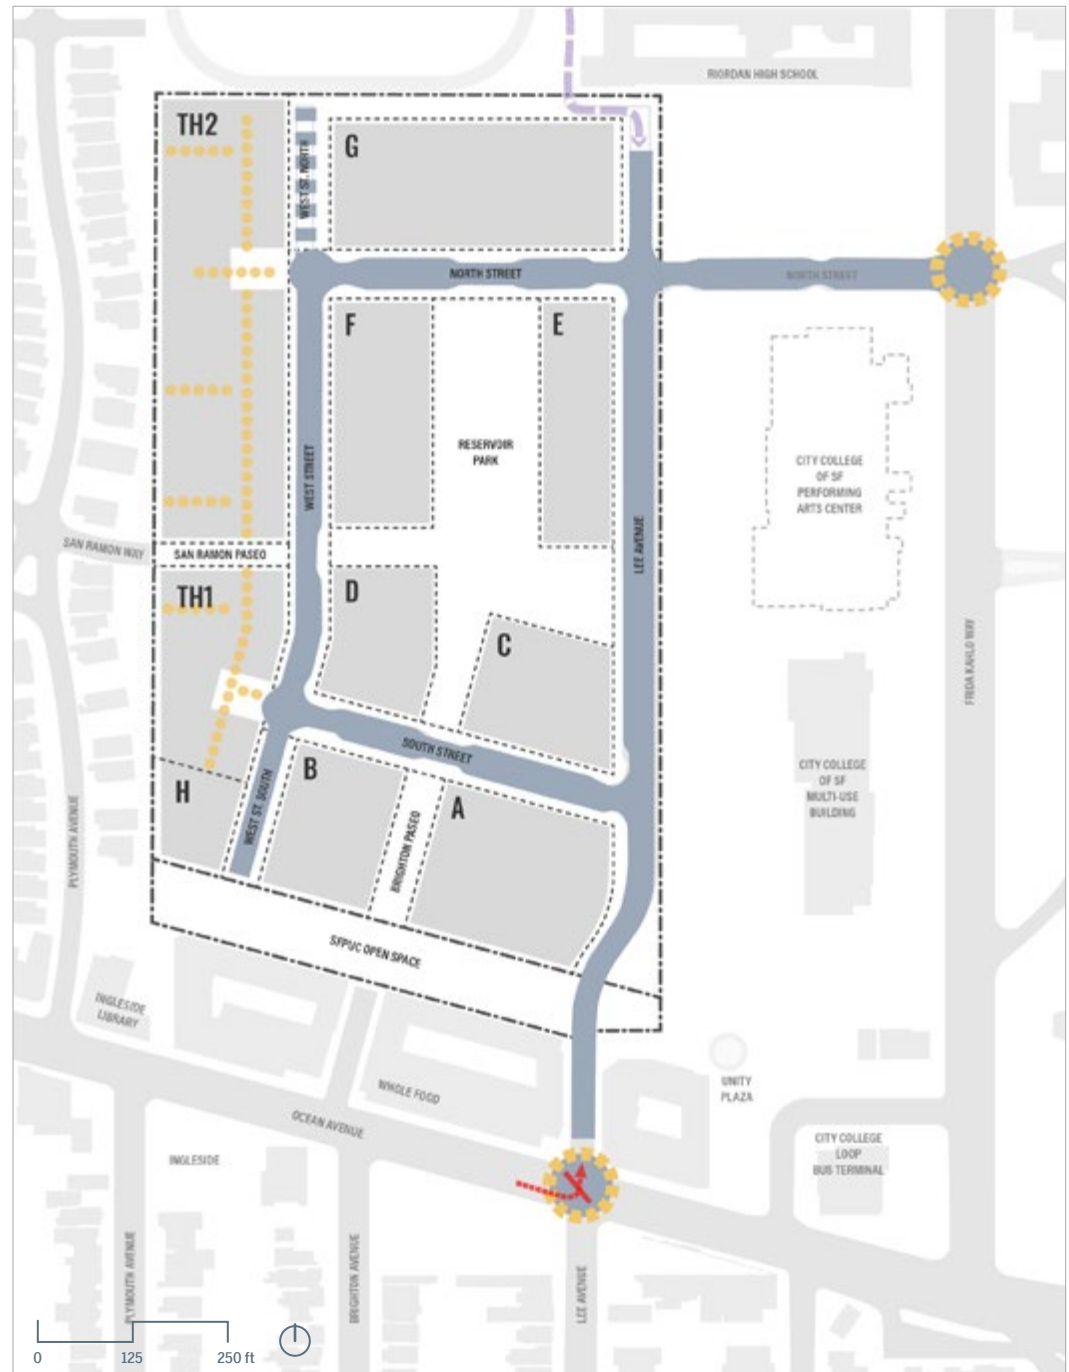 RIORDAN HIGH SCHOOL
TH2
WEST ST. NORTH
G
NORTH STREET
NORTH STREET
F
E
RESERVOIR
PARK
WEST STREET
LEE AVENUE
CITY COLLEGE
OF SF
PERFORMING
ARTS CENTER
SAN RAMON WAY
SAN RAMON PASEO
TH1
D
C
FRIDA KAHLO WAY
SOUTH STREET
B
A
H
WEST ST. SOUTH
BRIGHTON PASEO
CITY COLLEGE
OF SF
MULTI-USE
BUILDING
PLYMOUTH AVENUE
SFPUC OPEN SPACE
INGLESIDE
LIBRARY
WHOLE FOOD
UNITY
PLAZA
OCEAN AVENUE
INGLESIDE
CITY COLLEGE
LOOP
BUS TERMINAL
PLYMOUTH AVENUE
BRIGHTON AVENUE
LEE AVENUE
0 125 250 ft